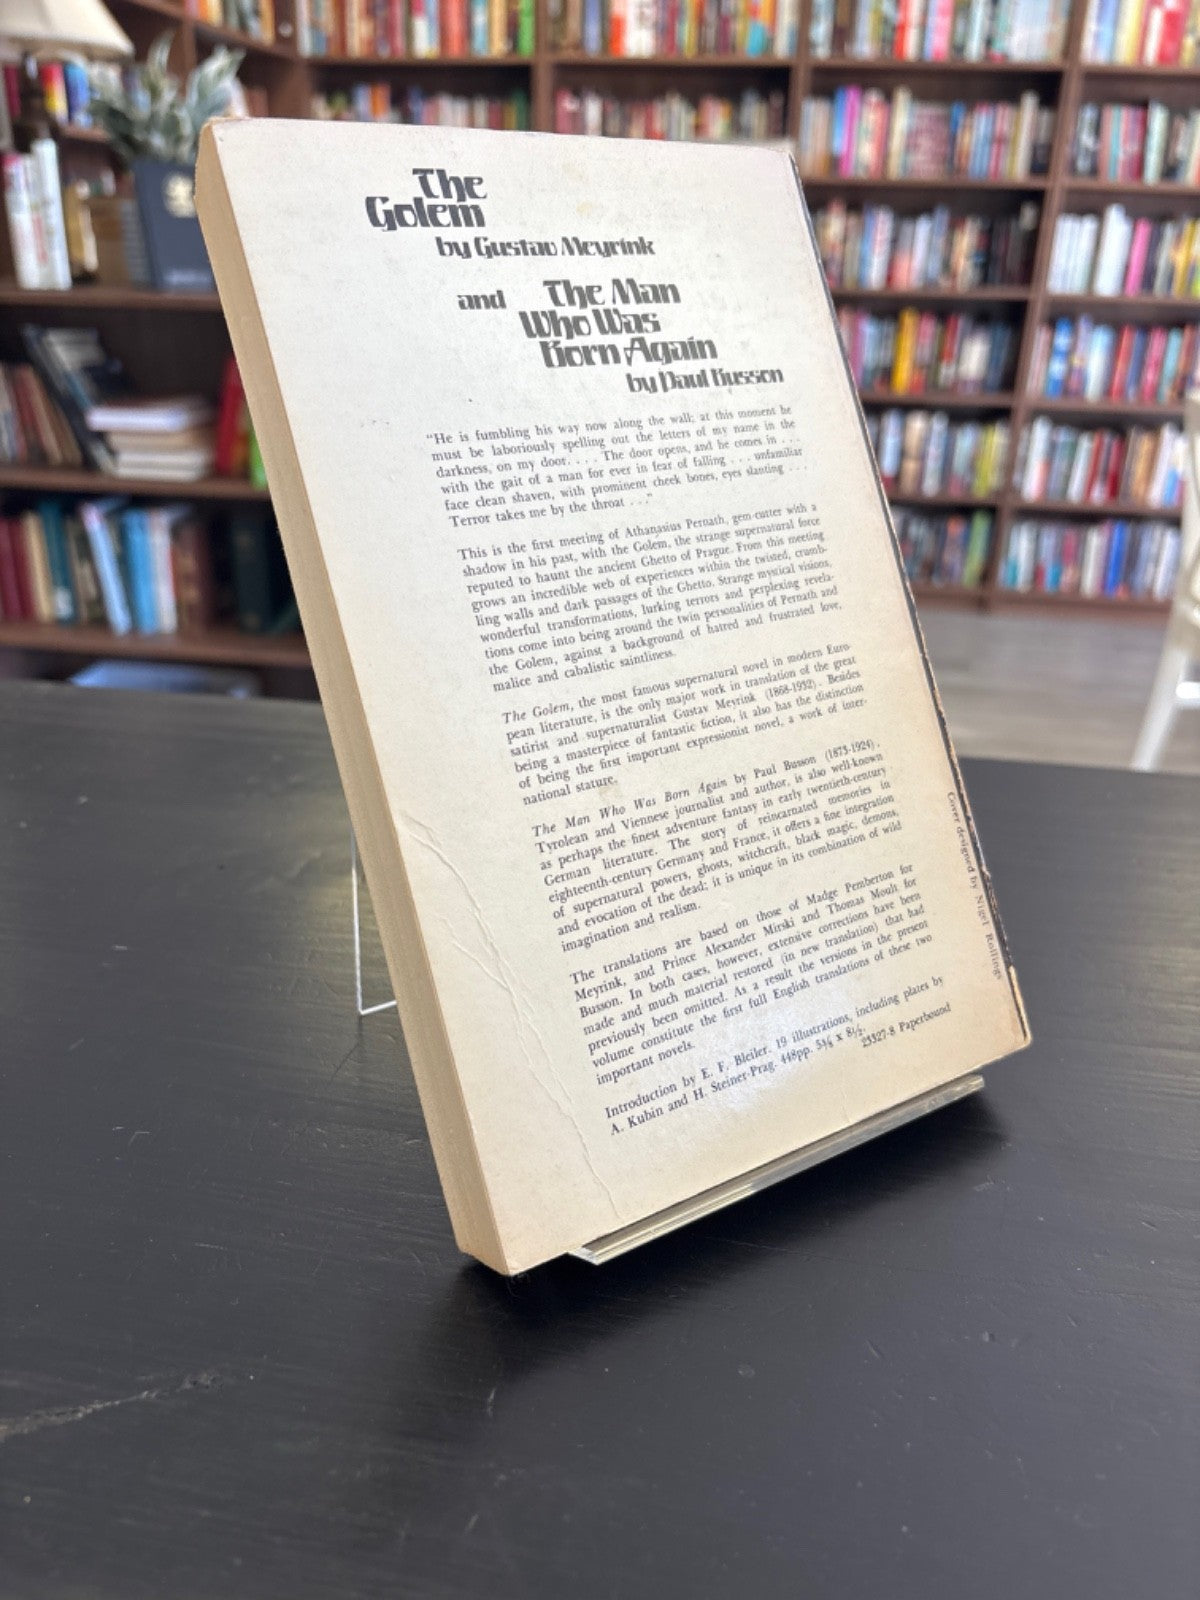 The
Golem
by Gustav Meyrink
and The Man
Who Was
Born Again
by Paul Busson
"He is fumbling his way now along the wall; at this moment he
must be laboriously spelling out the letters of my name in the
darkness, on my door. . . . The door opens, and he comes in . . .
with the gait of a man for ever in fear of falling . . . unfamiliar
face clean shaven, with prominent cheek bones, eyes slanting . . .
Terror takes me by the throat . . ."
This is the first meeting of Athanasius Pernath, gem-cutter with a
shadow in his past, with the Golem, the strange supernatural force
reputed to haunt the ancient Ghetto of Prague. From this meeting
grows an incredible web of experiences within the twisted, crumb-
ling walls and dark passages of the Ghetto. Strange mystical visions,
wonderful transformations, lurking terrors and perplexing revela-
tions come into being around the twin personalities of Pernath and
the Golem, against a background of hatred and frustrated love,
malice and cabalistic saintliness.
The Golem, the most famous supernatural novel in modern Euro-
pean literature, is the only major work in translation of the great
satirist and supernaturalist Gustav Meyrink (1868-1932). Besides
being a masterpiece of fantastic fiction, it also has the distinction
of being the first important expressionist novel, a work of inter-
national stature.
The Man Who Was Born Again by Paul Busson (1873-1924),
Tyrolean and Viennese journalist and author, is also well-known
as perhaps the finest adventure fantasy in early twentieth-century
German literature. The story of reincarnated memories in
eighteenth-century Germany and France, it offers a fine integration
of supernatural powers, ghosts, witchcraft, black magic, demons,
and evocation of the dead; it is unique in its combination of wild
imagination and realism.
The translations are based on those of Madge Pemberton for
Meyrink, and Prince Alexander Mirski and Thomas Moult for
Busson. In both cases, however, extensive corrections have been
made and much material restored (in new translation) that had
previously been omitted. As a result the versions in the present
volume constitute the first full English translations of these two
important novels.
Introduction by E. F. Bleiler. 19 illustrations, including plates by
A. Kubin and H. Steiner-Prag. 448pp. 5⅜ x 8½.
23327-8 Paperbound
Cover designed by Nigel Rollings